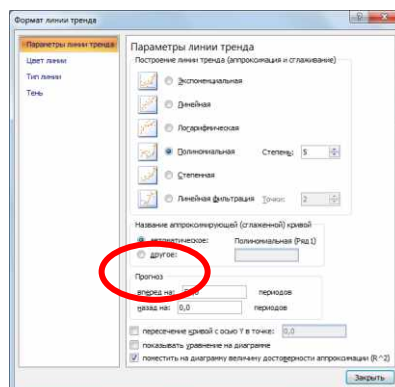 Формат линии тренда
Параметры линии тренда
Цвет линии
Тип линии
Тень
Параметры линии тренда
Построение линии тренда (аппроксимация и сглаживание)
Экспоненциальная
Линейная
Логарифмическая
Полиномиальная Степень: 5
Степенная
Линейная фильтрация Точки: 2
Название аппроксимирующей (сглаженной) кривой
автоматическое: Полиномиальная (Ряд1)
другое:
Прогноз
вперед на: периодов
назад на: 0,0 периодов
пересечение кривой с осью Y в точке: 0,0
показывать уравнение на диаграмме
поместить на диаграмму величину достоверности аппроксимации (R^2)
Закрыть